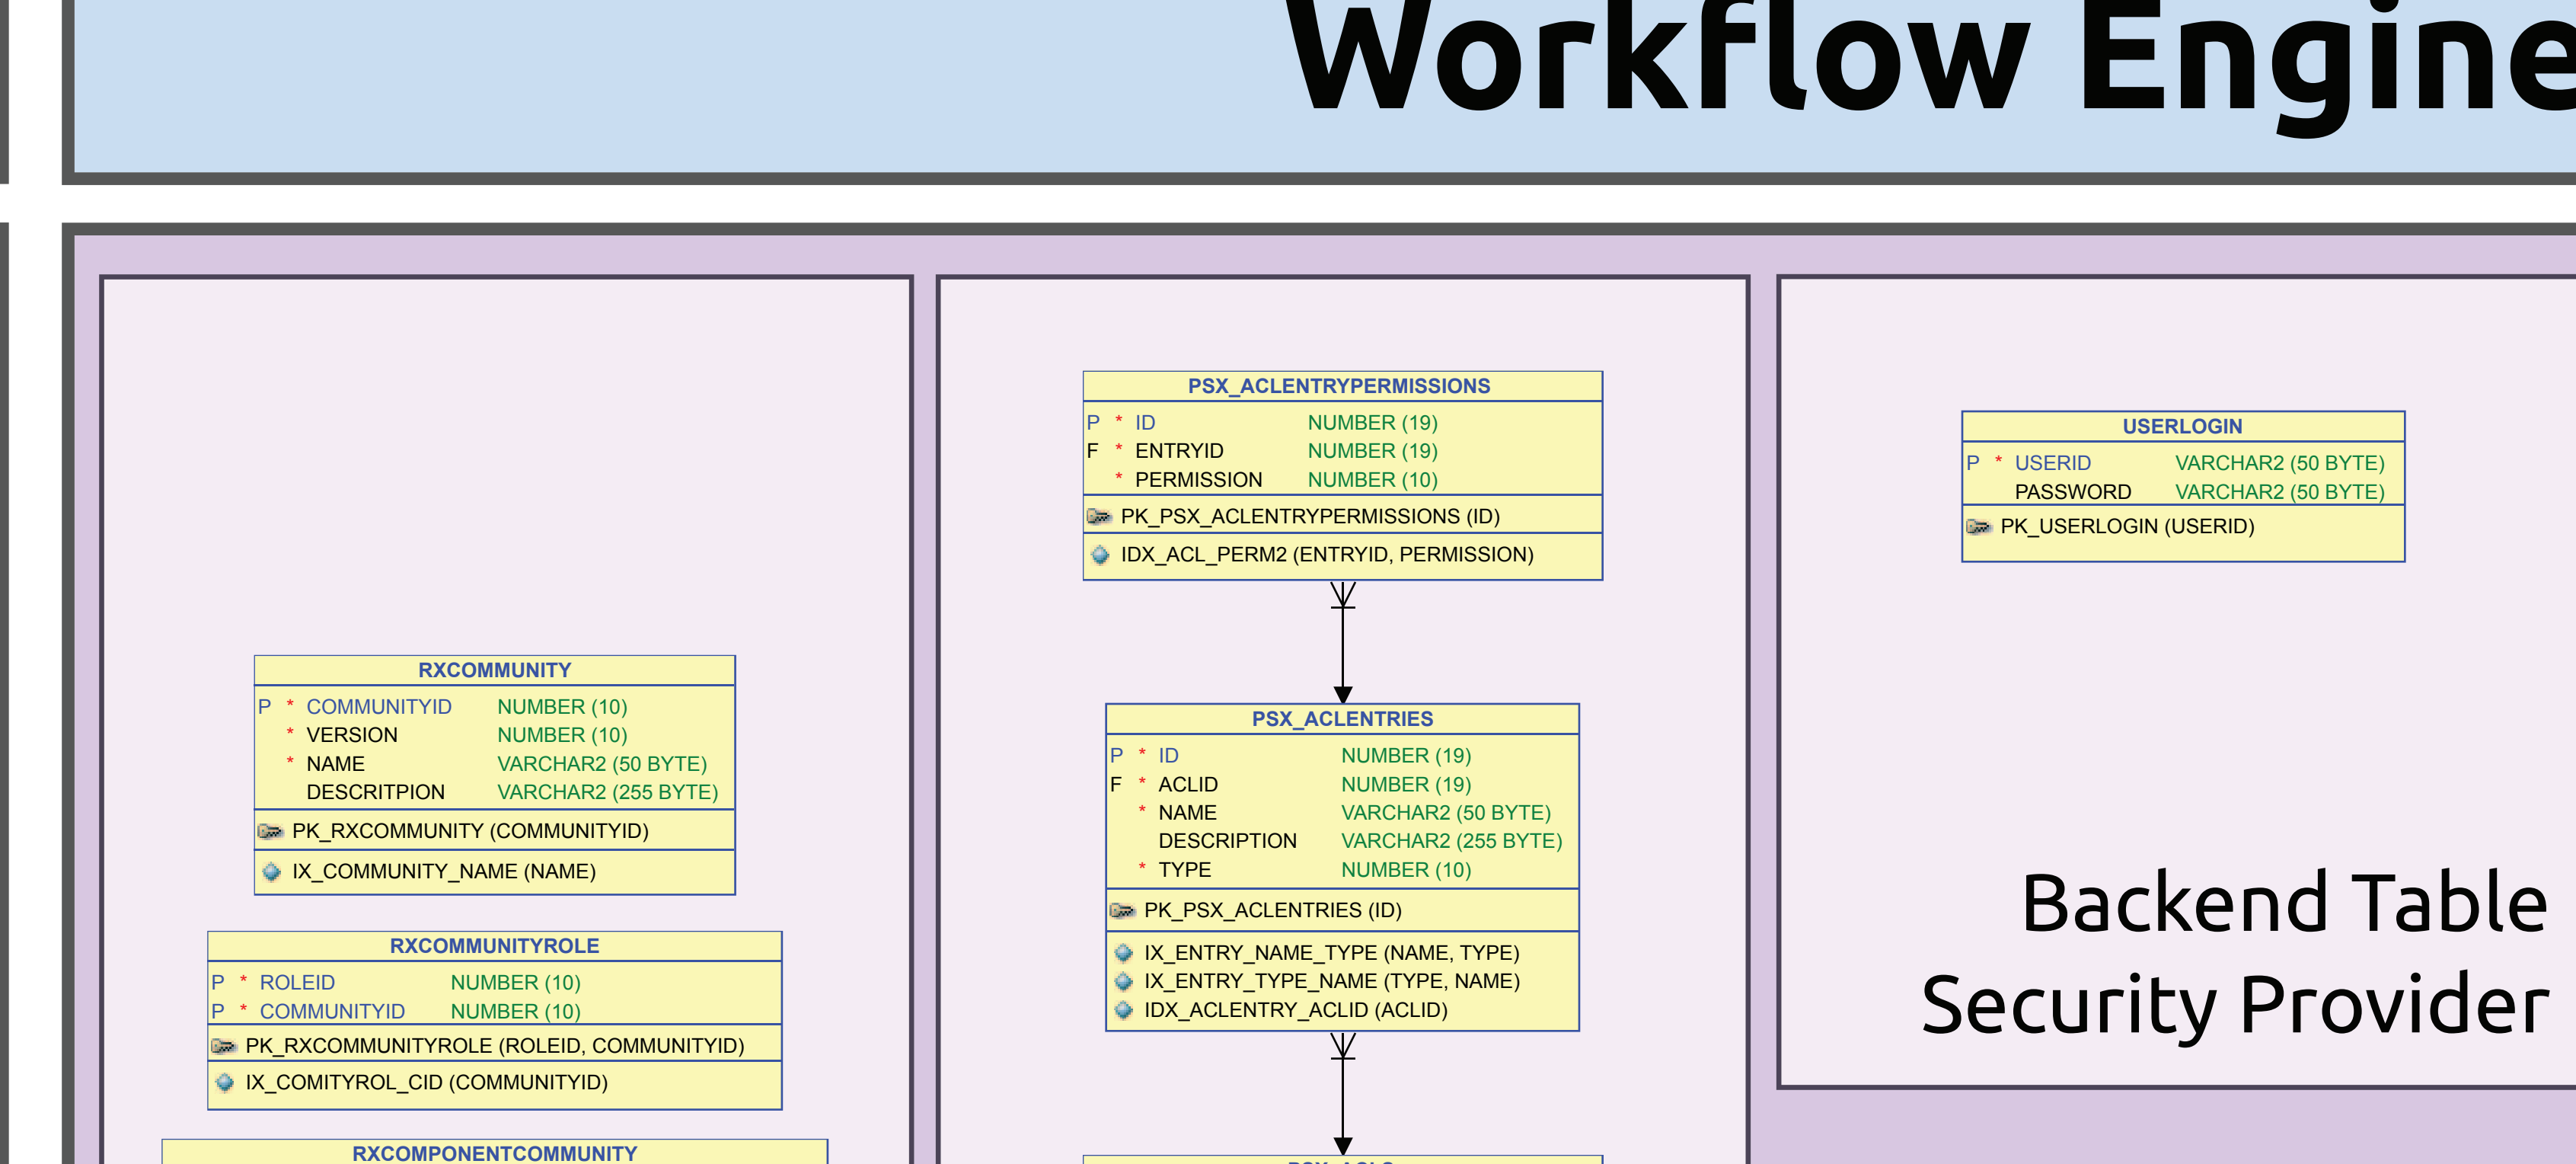 Workflow Engine
RXCOMMUNITY
P * COMMUNITYID NUMBER (10)
* VERSION NUMBER (10)
* NAME VARCHAR2 (50 BYTE)
DESCRITPION VARCHAR2 (255 BYTE)
PK_RXCOMMUNITY (COMMUNITYID)
IX_COMMUNITY_NAME (NAME)
RXCOMMUNITYROLE
P * ROLEID NUMBER (10)
P * COMMUNITYID NUMBER (10)
PK_RXCOMMUNITYROLE (ROLEID, COMMUNITYID)
IX_COMITYROL_CID (COMMUNITYID)
RXCOMPONENTCOMMUNITY
PSX_ACLENTRYPERMISSIONS
P * ID NUMBER (19)
F * ENTRYID NUMBER (19)
* PERMISSION NUMBER (10)
PK_PSX_ACLENTRYPERMISSIONS (ID)
IDX_ACL_PERM2 (ENTRYID, PERMISSION)
PSX_ACLENTRIES
P * ID NUMBER (19)
F * ACLID NUMBER (19)
* NAME VARCHAR2 (50 BYTE)
DESCRIPTION VARCHAR2 (255 BYTE)
* TYPE NUMBER (10)
PK_PSX_ACLENTRIES (ID)
IX_ENTRY_NAME_TYPE (NAME, TYPE)
IX_ENTRY_TYPE_NAME (TYPE, NAME)
IDX_ACLENTRY_ACLID (ACLID)
USERLOGIN
P * USERID VARCHAR2 (50 BYTE)
PASSWORD VARCHAR2 (50 BYTE)
PK_USERLOGIN (USERID)
Backend Table
Security Provider